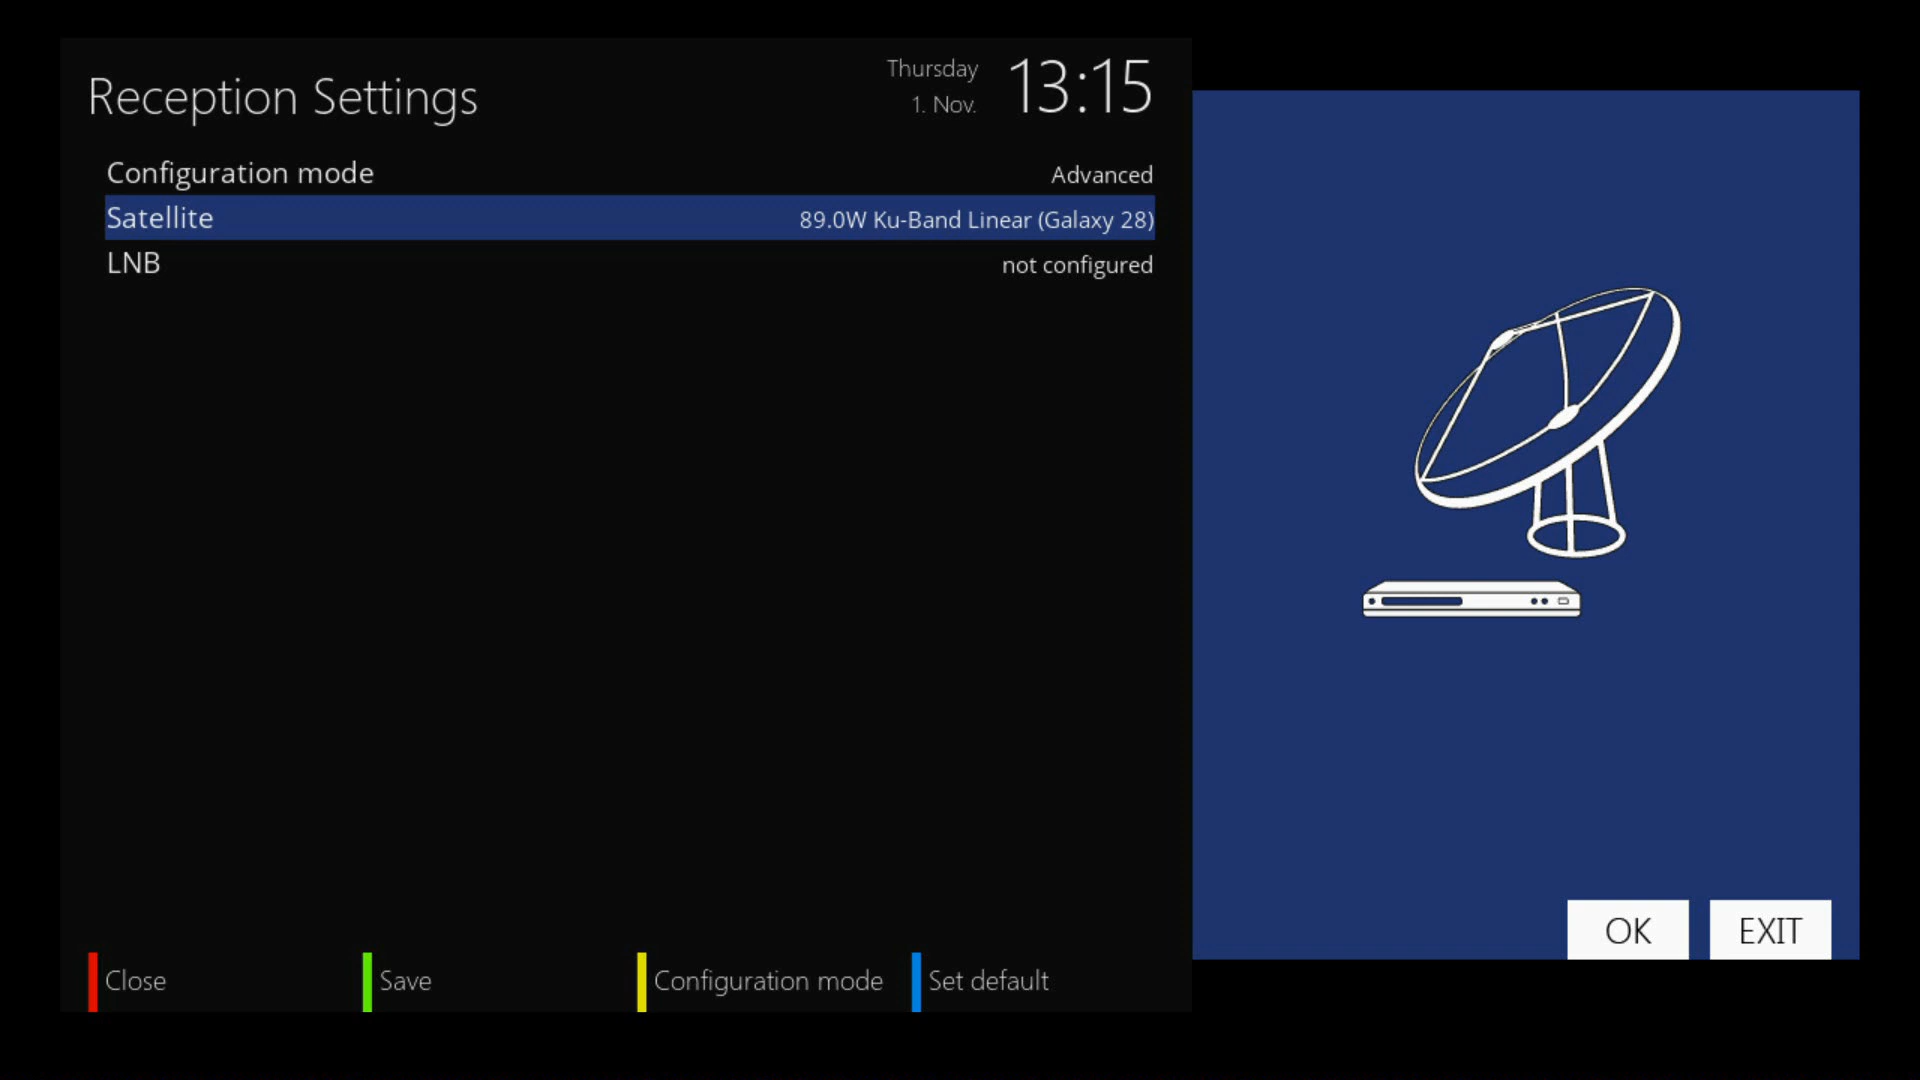 Reception Settings
Thursday
1. Nov.
13:15
Configuration mode Advanced
Satellite 89.0W Ku-Band Linear (Galaxy 28)
LNB not configured
OK EXIT
Close Save Configuration mode Set default